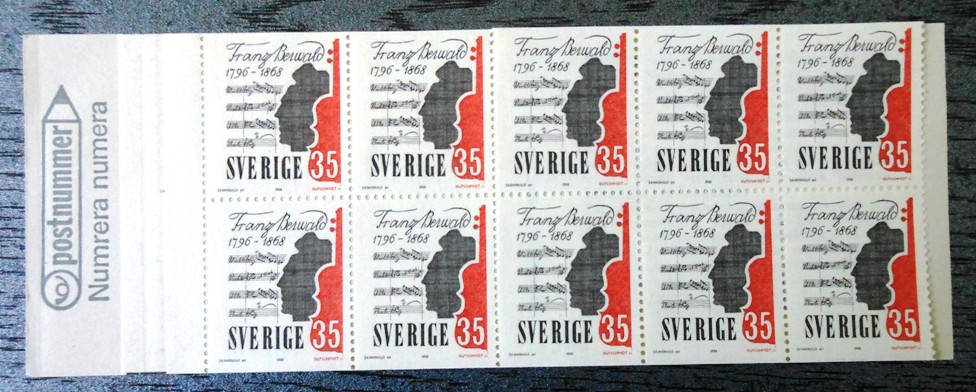 postnummer
Numrera numera
Franz Berwald Franz Berwald Franz Berwald Franz Berwald Franz Berwald
1796-1868 1796-1868 1796-1868 1796-1868 1796-1868
SVERIGE 35 SVERIGE 35 SVERIGE 35 SVERIGE 35 SVERIGE 35
Franz Berwald Franz Berwald Franz Berwald Franz Berwald Franz Berwald
1796-1868 1796-1868 1796-1868 1796-1868 1796-1868
SVERIGE 35 SVERIGE 35 SVERIGE 35 SVERIGE 35 SVERIGE 35